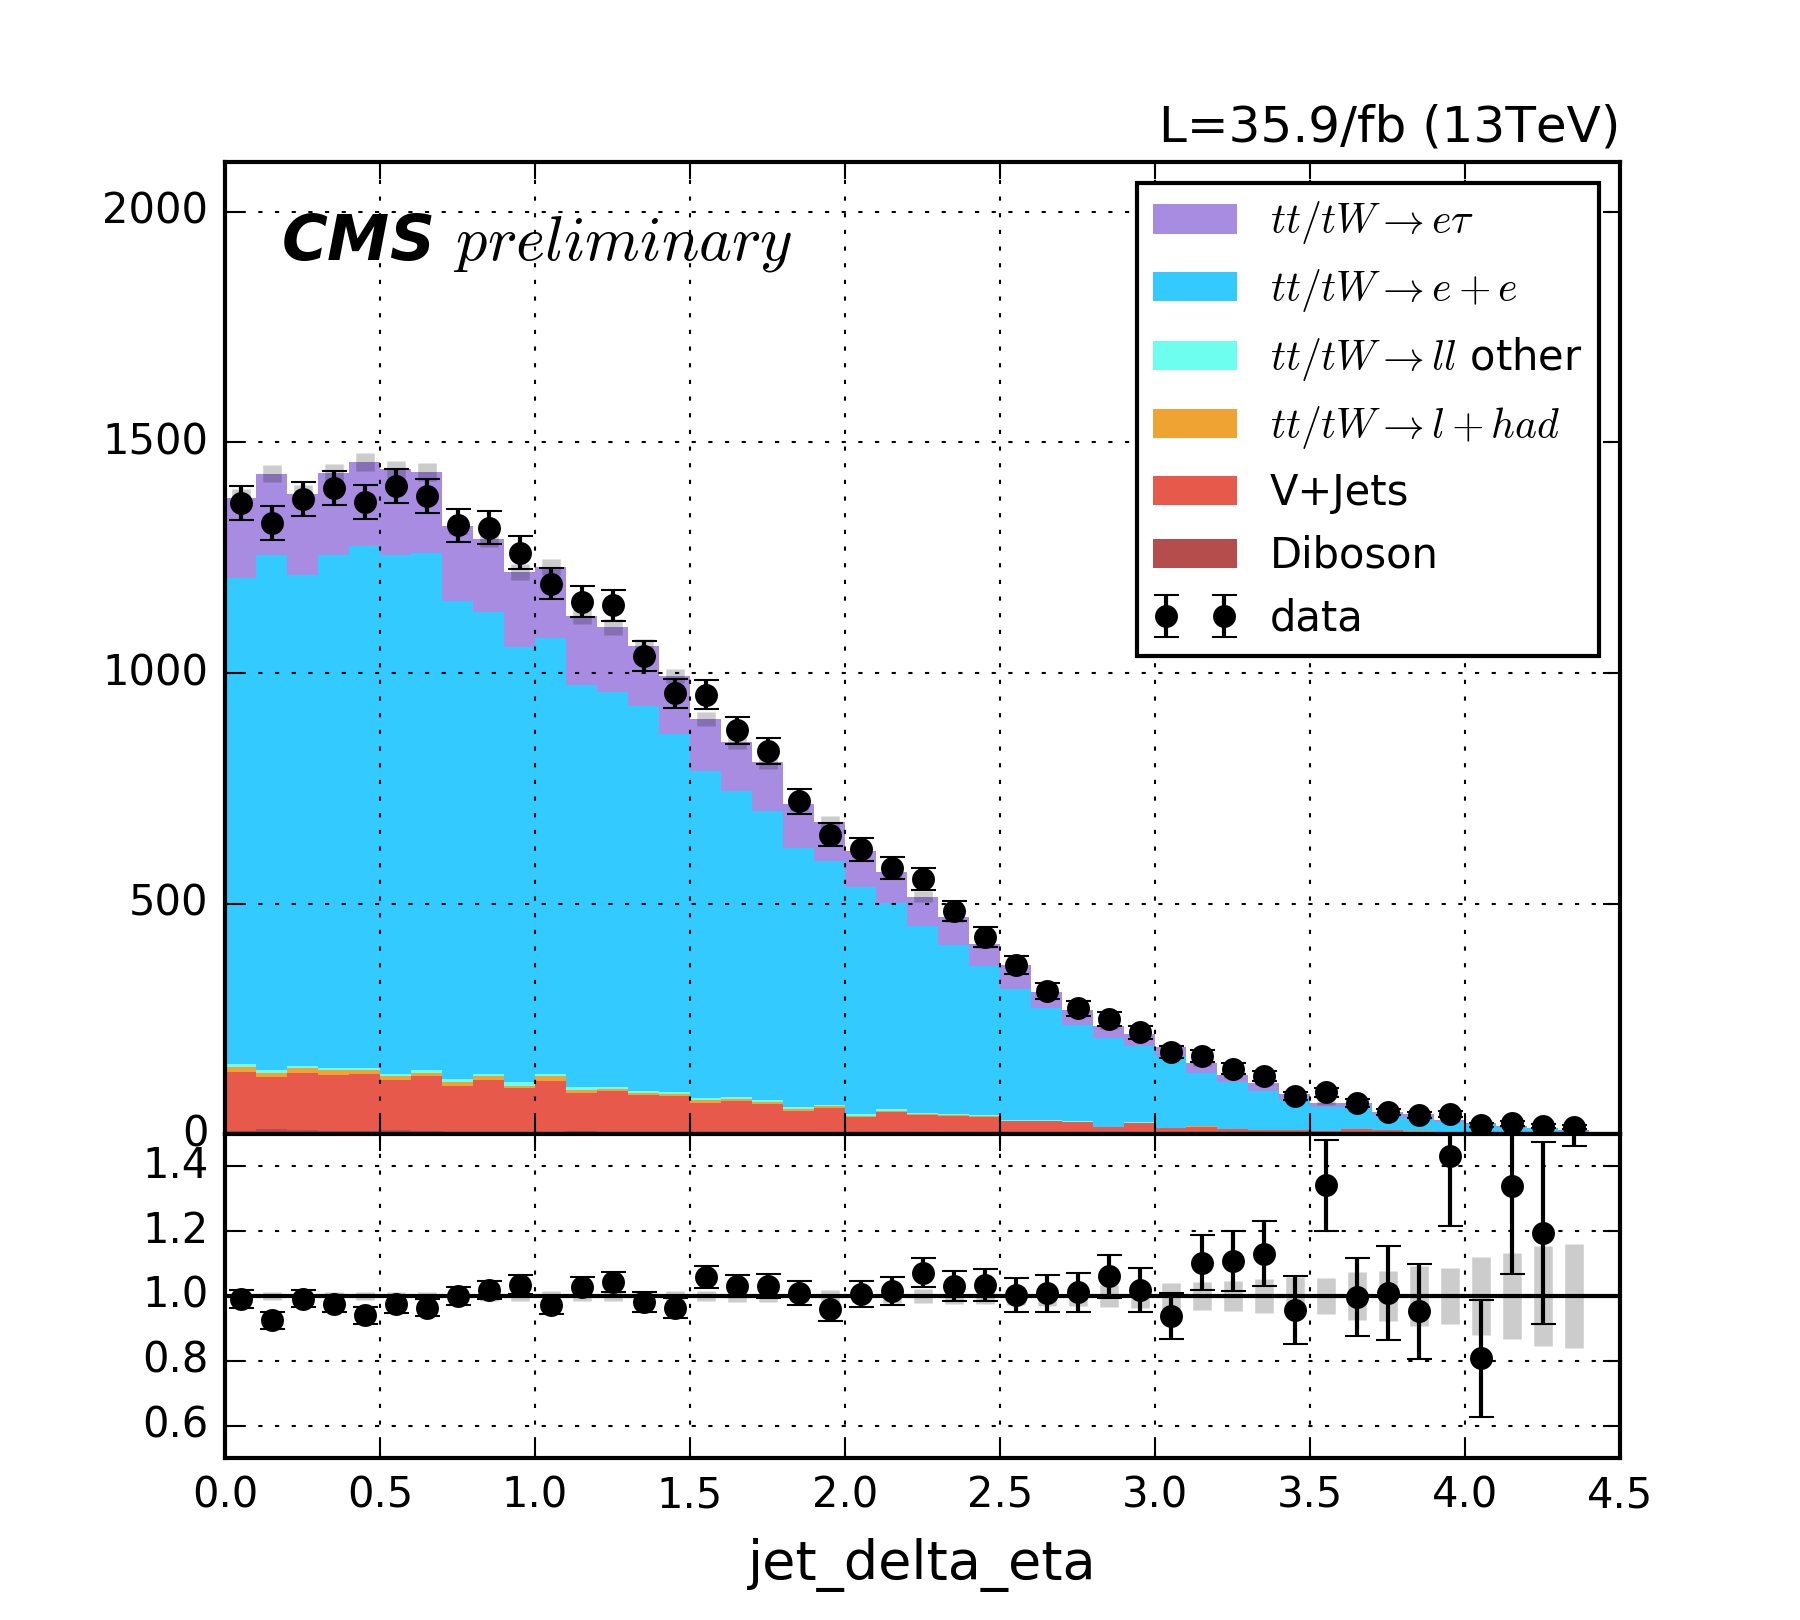 L=35.9/fb (13TeV)
CMS preliminary
tt/tW→eτ
tt/tW→e+e
tt/tW→ll other
tt/tW→l+had
V+Jets
Diboson
data
2000
1500
1000
500
0
1.4
1.2
1.0
0.8
0.6
0.0 0.5 1.0 1.5 2.0 2.5 3.0 3.5 4.0 4.5
jet_delta_eta